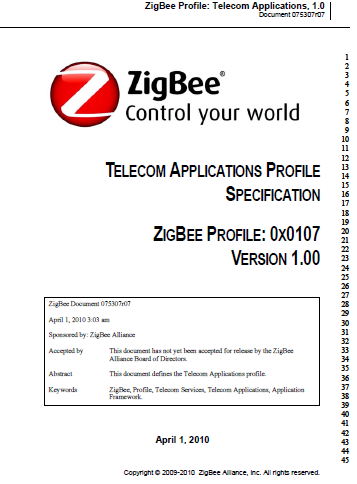 ZigBee Profile: Telecom Applications, 1.0
Document 075307r07
ZigBee®
Control your world
TELECOM APPLICATIONS PROFILE
SPECIFICATION
ZIGBEE PROFILE: 0X0107
VERSION 1.00
ZigBee Document 075307r07
April 1, 2010 3:03 am
Sponsored by: ZigBee Alliance
Accepted by This document has not yet been accepted for release by the ZigBee
Alliance Board of Directors.
Abstract This document defines the Telecom Applications profile.
Keywords ZigBee, Profile, Telecom Services, Telecom Applications, Application
Framework.
April 1, 2010
Copyright © 2009-2010 ZigBee Alliance, Inc. All rights reserved.
1
2
3
4
5
6
7
8
9
10
11
12
13
14
15
16
17
18
19
20
21
22
23
24
25
26
27
28
29
30
31
32
33
34
35
36
37
38
39
40
41
42
43
44
45